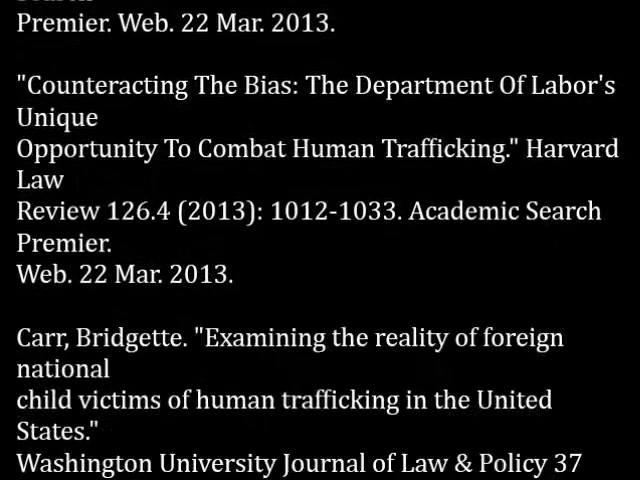 Premier. Web. 22 Mar. 2013.
"Counteracting The Bias: The Department Of Labor's
Unique
Opportunity To Combat Human Trafficking." Harvard
Law
Review 126.4 (2013): 1012-1033. Academic Search
Premier.
Web. 22 Mar. 2013.
Carr, Bridgette. "Examining the reality of foreign
national
child victims of human trafficking in the United
States."
Washington University Journal of Law & Policy 37